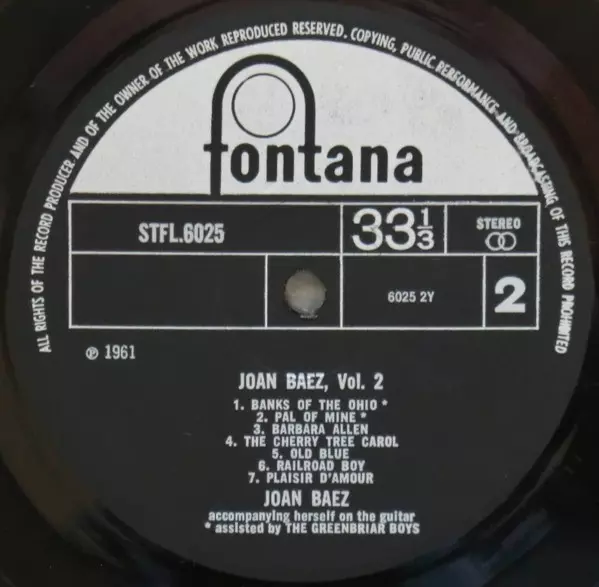 ALL RIGHTS OF THE RECORD PRODUCER AND OF THE OWNER OF THE WORK REPRODUCED RESERVED. COPYING, PUBLIC PERFORMANCE AND BROADCASTING OF THIS RECORD PROHIBITED
fontana
STFL.6025
33⅓
STEREO
6025 2Y
2
℗ 1961
JOAN BAEZ, Vol. 2
1. BANKS OF THE OHIO *
2. PAL OF MINE *
3. BARBARA ALLEN
4. THE CHERRY TREE CAROL
5. OLD BLUE
6. RAILROAD BOY
7. PLAISIR D'AMOUR
JOAN BAEZ
accompanying herself on the guitar
* assisted by THE GREENBRIAR BOYS